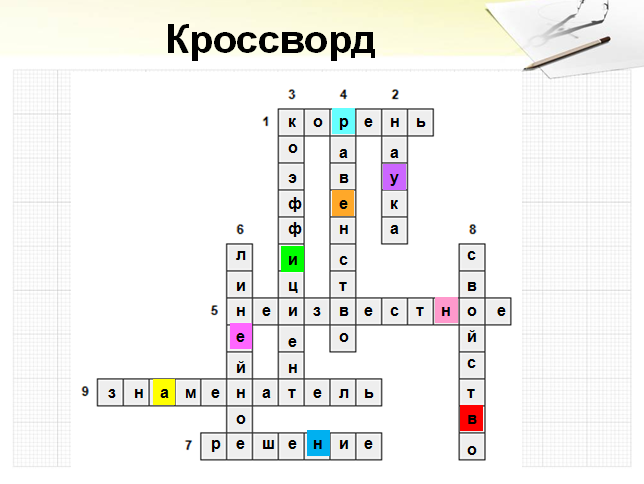 Кроссворд
3 4 2
1 к о р е н ь
о а а
э в у
ф е к
6 ф н а 8
л и с с
и ц т в
5 н е и з в е с т н о е
е е о й
й н с
9 з н а м е н а т е л ь т
о в
7 р е ш е н и е о